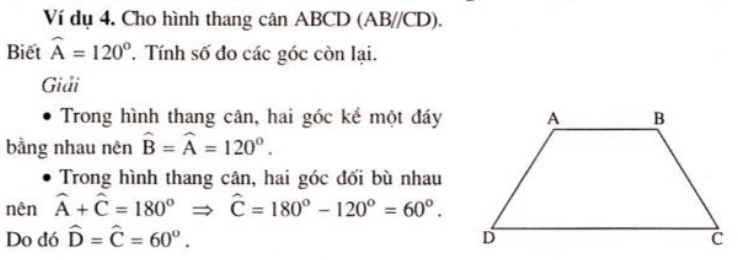 Ví dụ 4. Cho hình thang cân ABCD (AB//CD).
Biết Â = 120°. Tính số đo các góc còn lại.
Giải
• Trong hình thang cân, hai góc kề một đáy
bằng nhau nên B̂ = Â = 120°.
• Trong hình thang cân, hai góc đối bù nhau
nên Â + Ĉ = 180° ⇒ Ĉ = 180° – 120° = 60°.
Do đó D̂ = Ĉ = 60°.
A B
D C